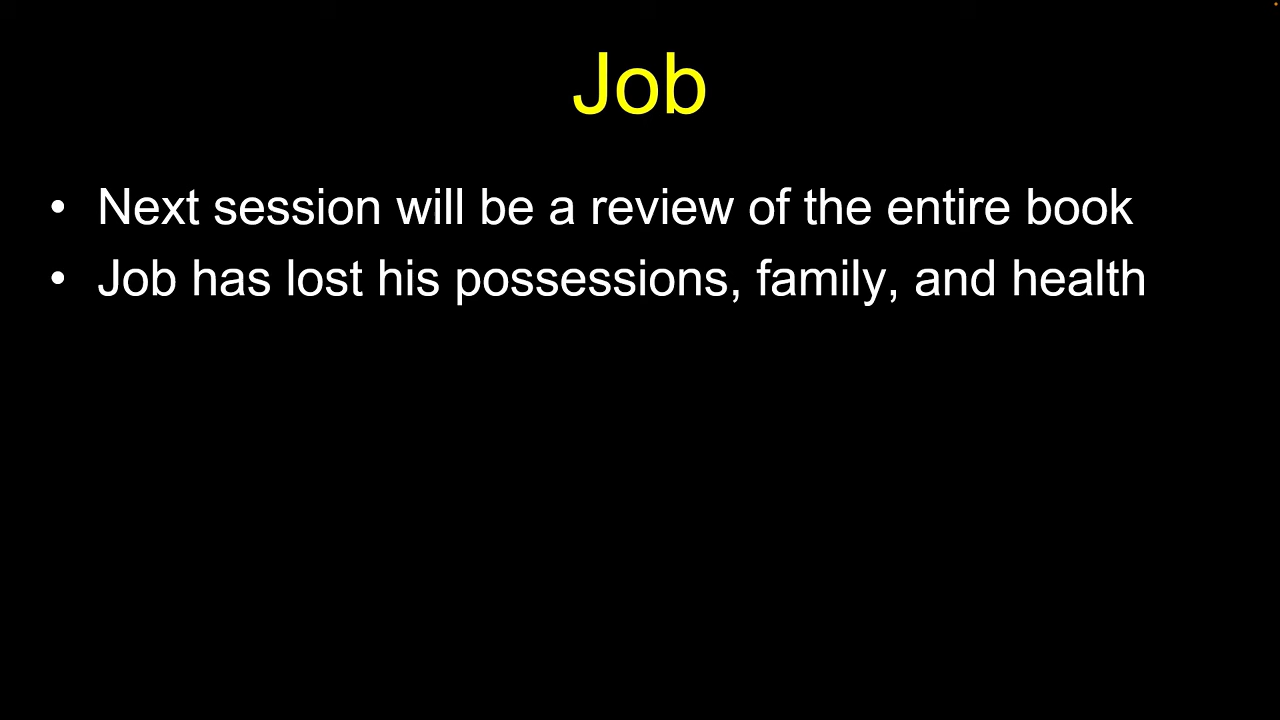 Job
• Next session will be a review of the entire book
• Job has lost his possessions, family, and health